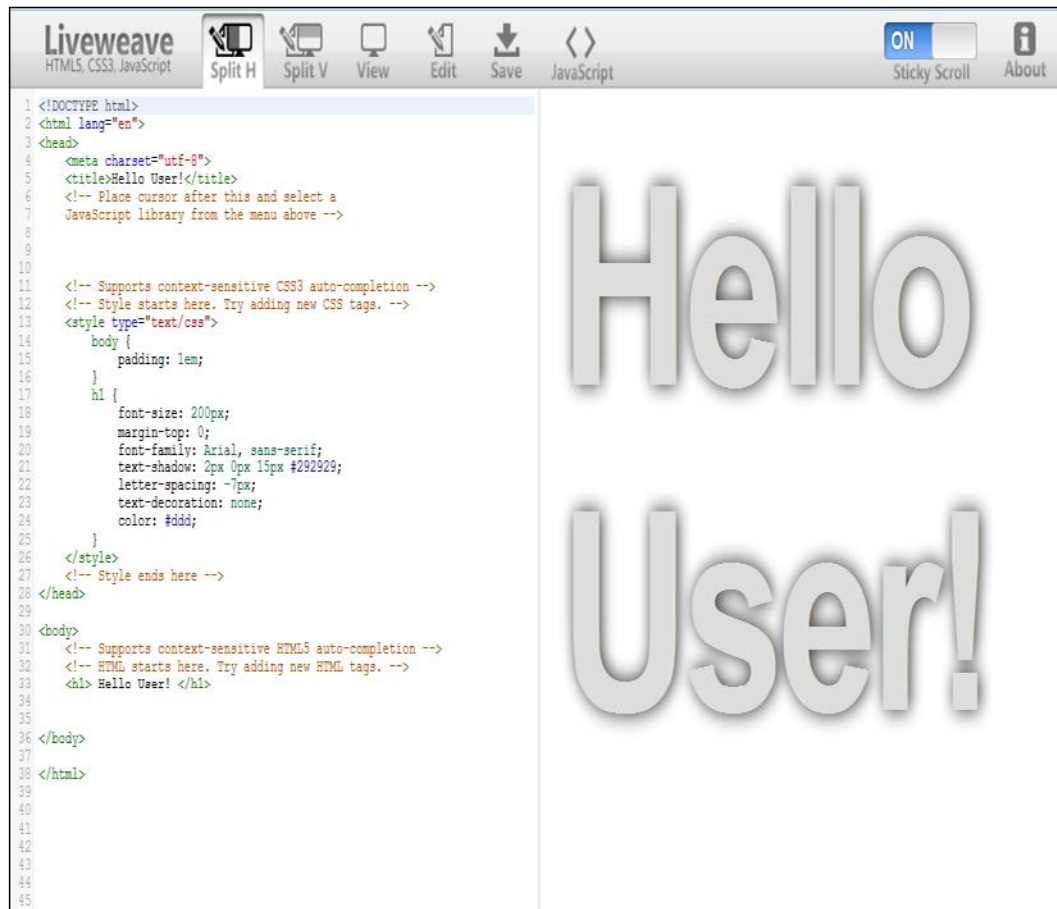 Liveweave
HTML5, CSS3, JavaScript
Split H
Split V
View
Edit
Save
JavaScript
ON
Sticky Scroll
About
1 <!DOCTYPE html>
2 <html lang="en">
3 <head>
4 <meta charset="utf-8">
5 <title>Hello User!</title>
6 <!-- Place cursor after this and select a
7 JavaScript library from the menu above -->
8
9
10
11 <!-- Supports context-sensitive CSS3 auto-completion -->
12 <!-- Style starts here. Try adding new CSS tags. -->
13 <style type="text/css">
14 body {
15 padding: 1em;
16 }
17 h1 {
18 font-size: 200px;
19 margin-top: 0;
20 font-family: Arial, sans-serif;
21 text-shadow: 2px 0px 15px #292929;
22 letter-spacing: -7px;
23 text-decoration: none;
24 color: #ddd;
25 }
26 </style>
27 <!-- Style ends here -->
28 </head>
29
30 <body>
31 <!-- Supports context-sensitive HTML5 auto-completion -->
32 <!-- HTML starts here. Try adding new HTML tags. -->
33 <h1> Hello User! </h1>
34
35
36 </body>
37
38 </html>
39
40
41
42
43
44
45
Hello
User!